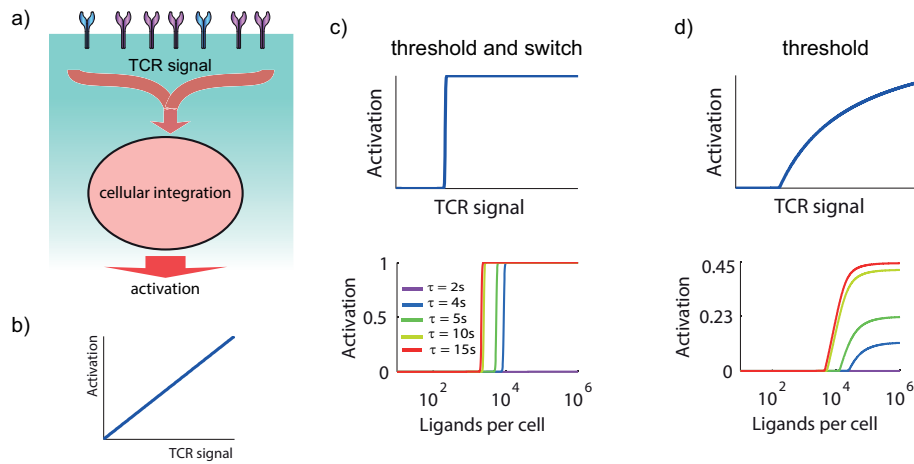 a)
TCR signal
cellular integration
activation
b)
Activation
TCR signal
c)
threshold and switch
Activation
TCR signal
1
0.5
0
Activation
τ = 2s
τ = 4s
τ = 5s
τ = 10s
τ = 15s
10² 10⁴ 10⁶
Ligands per cell
d)
threshold
Activation
TCR signal
0.45
0.23
0
Activation
10² 10⁴ 10⁶
Ligands per cell